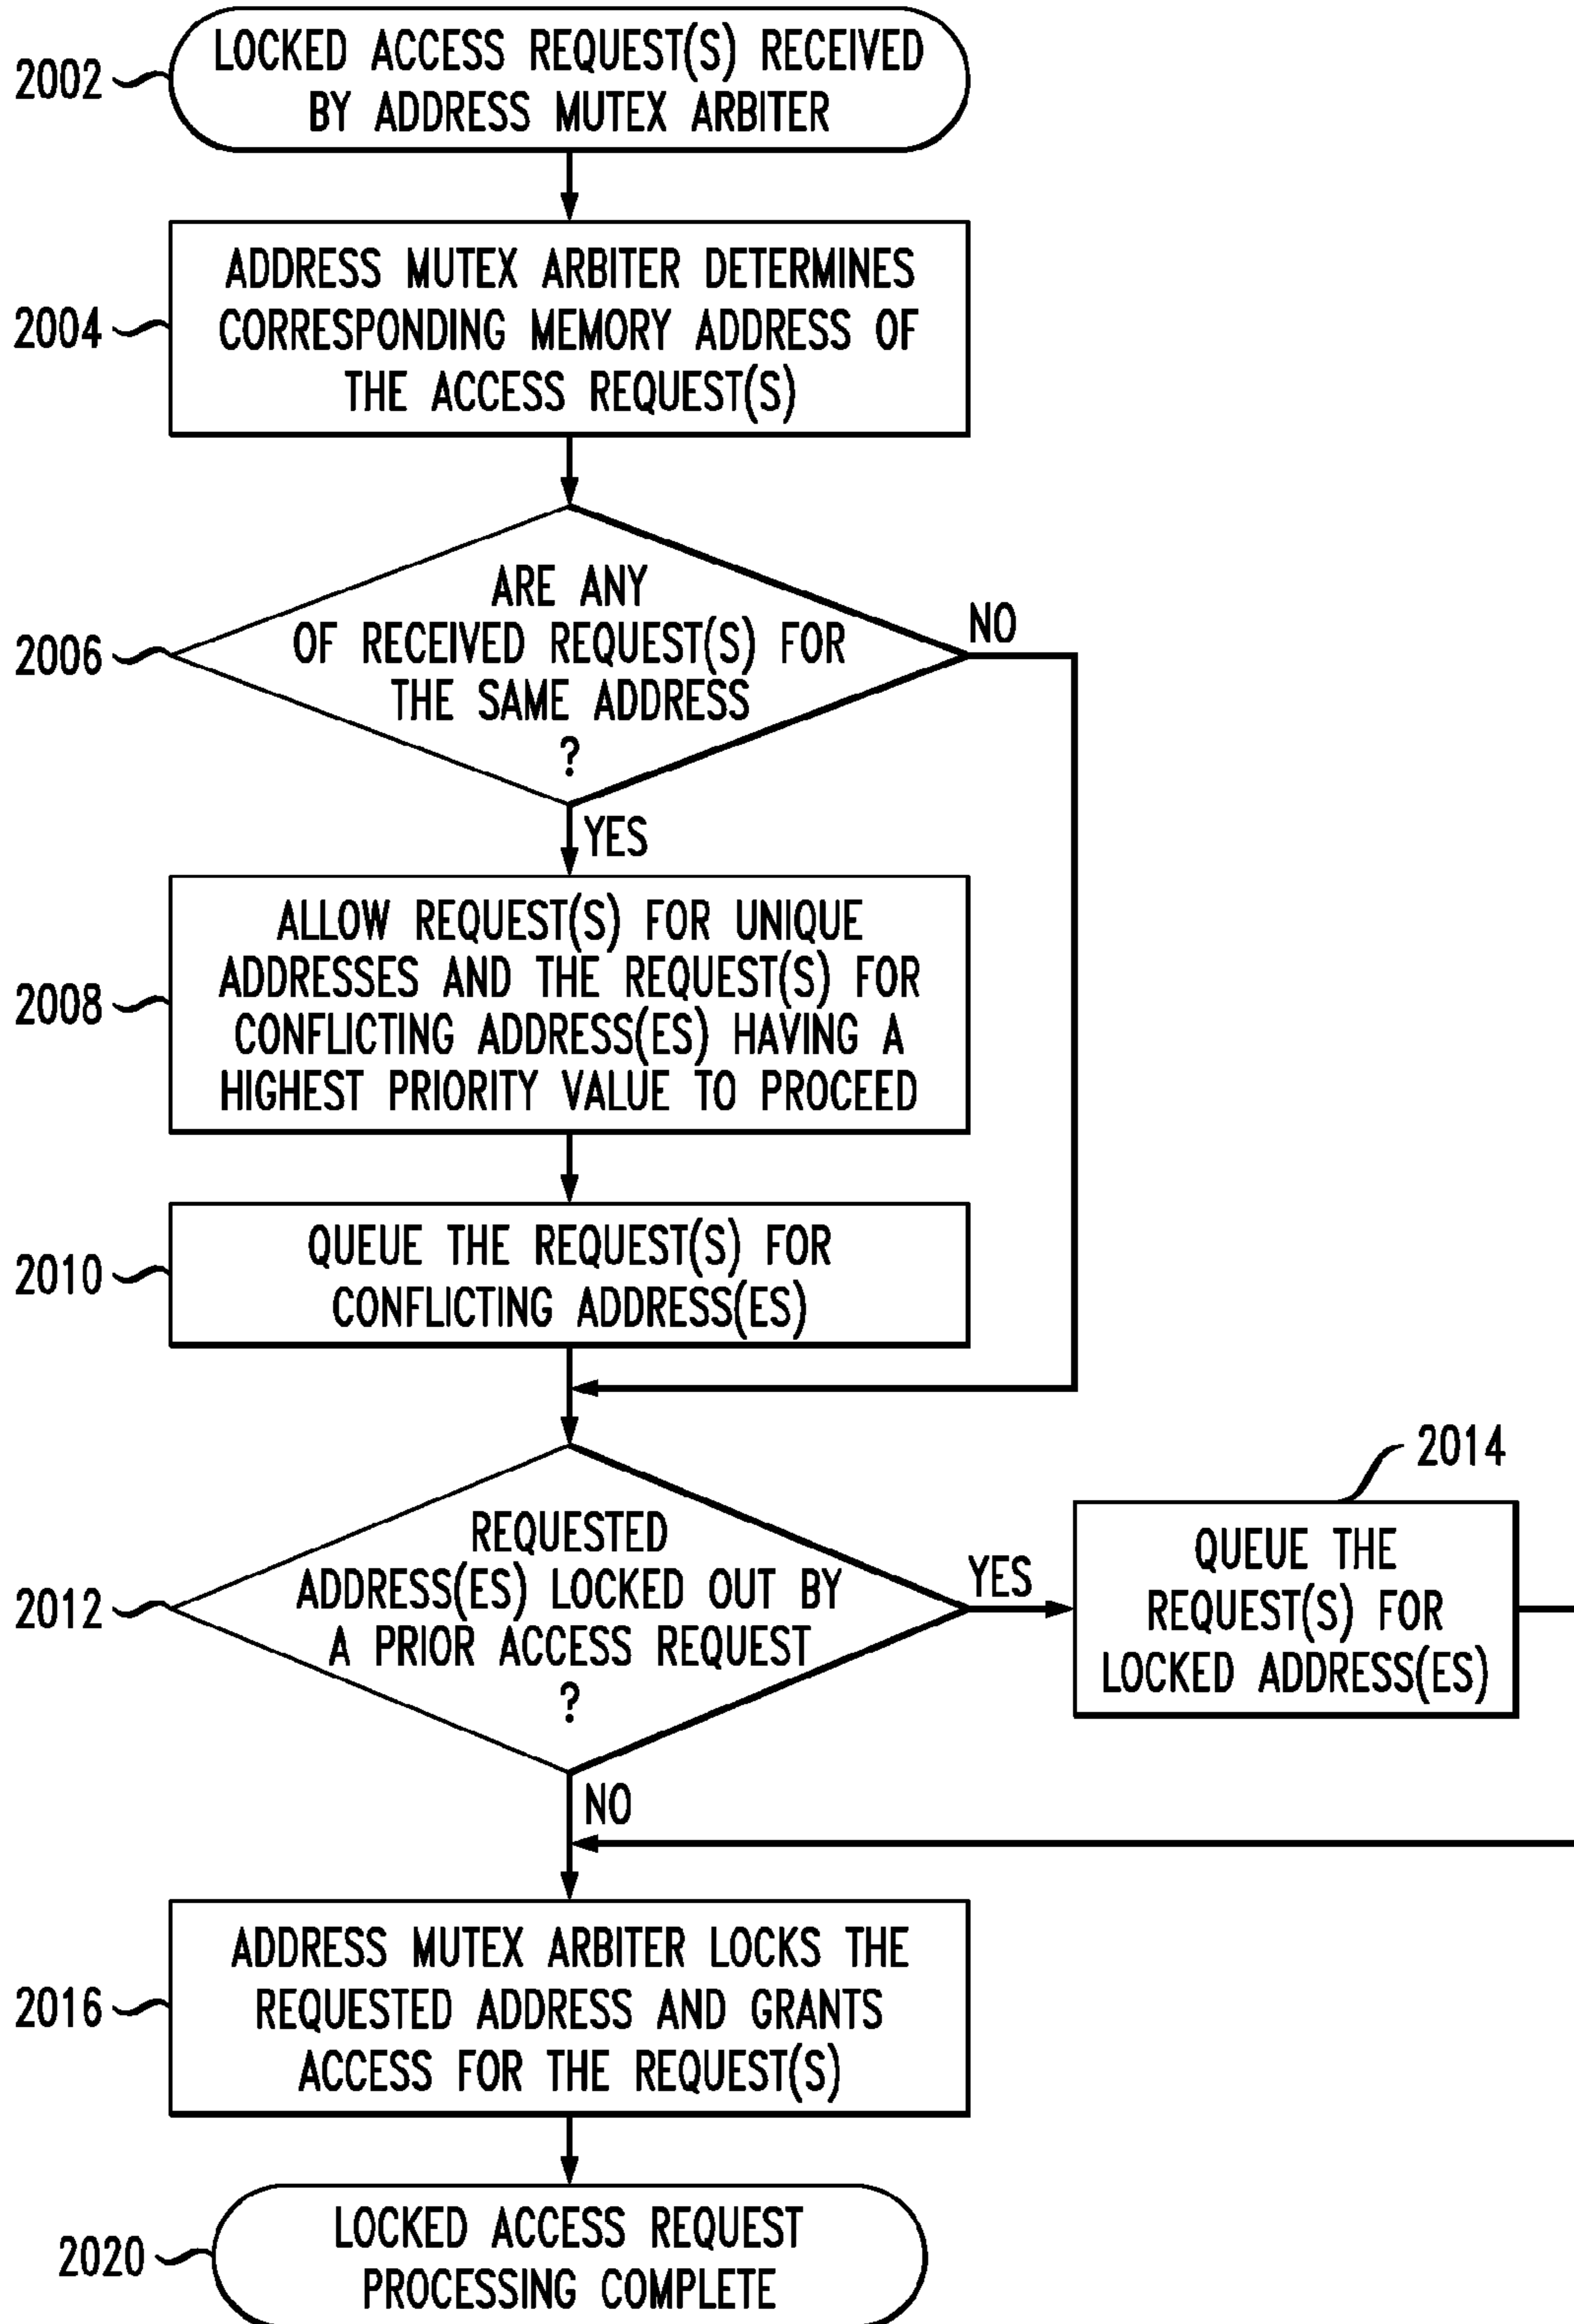 2002
LOCKED ACCESS REQUEST(S) RECEIVED
BY ADDRESS MUTEX ARBITER
2004
ADDRESS MUTEX ARBITER DETERMINES
CORRESPONDING MEMORY ADDRESS OF
THE ACCESS REQUEST(S)
2006
ARE ANY
OF RECEIVED REQUEST(S) FOR
THE SAME ADDRESS
?
NO
YES
2008
ALLOW REQUEST(S) FOR UNIQUE
ADDRESSES AND THE REQUEST(S) FOR
CONFLICTING ADDRESS(ES) HAVING A
HIGHEST PRIORITY VALUE TO PROCEED
2010
QUEUE THE REQUEST(S) FOR
CONFLICTING ADDRESS(ES)
2012
REQUESTED
ADDRESS(ES) LOCKED OUT BY
A PRIOR ACCESS REQUEST
?
YES
2014
QUEUE THE
REQUEST(S) FOR
LOCKED ADDRESS(ES)
NO
2016
ADDRESS MUTEX ARBITER LOCKS THE
REQUESTED ADDRESS AND GRANTS
ACCESS FOR THE REQUEST(S)
2020
LOCKED ACCESS REQUEST
PROCESSING COMPLETE